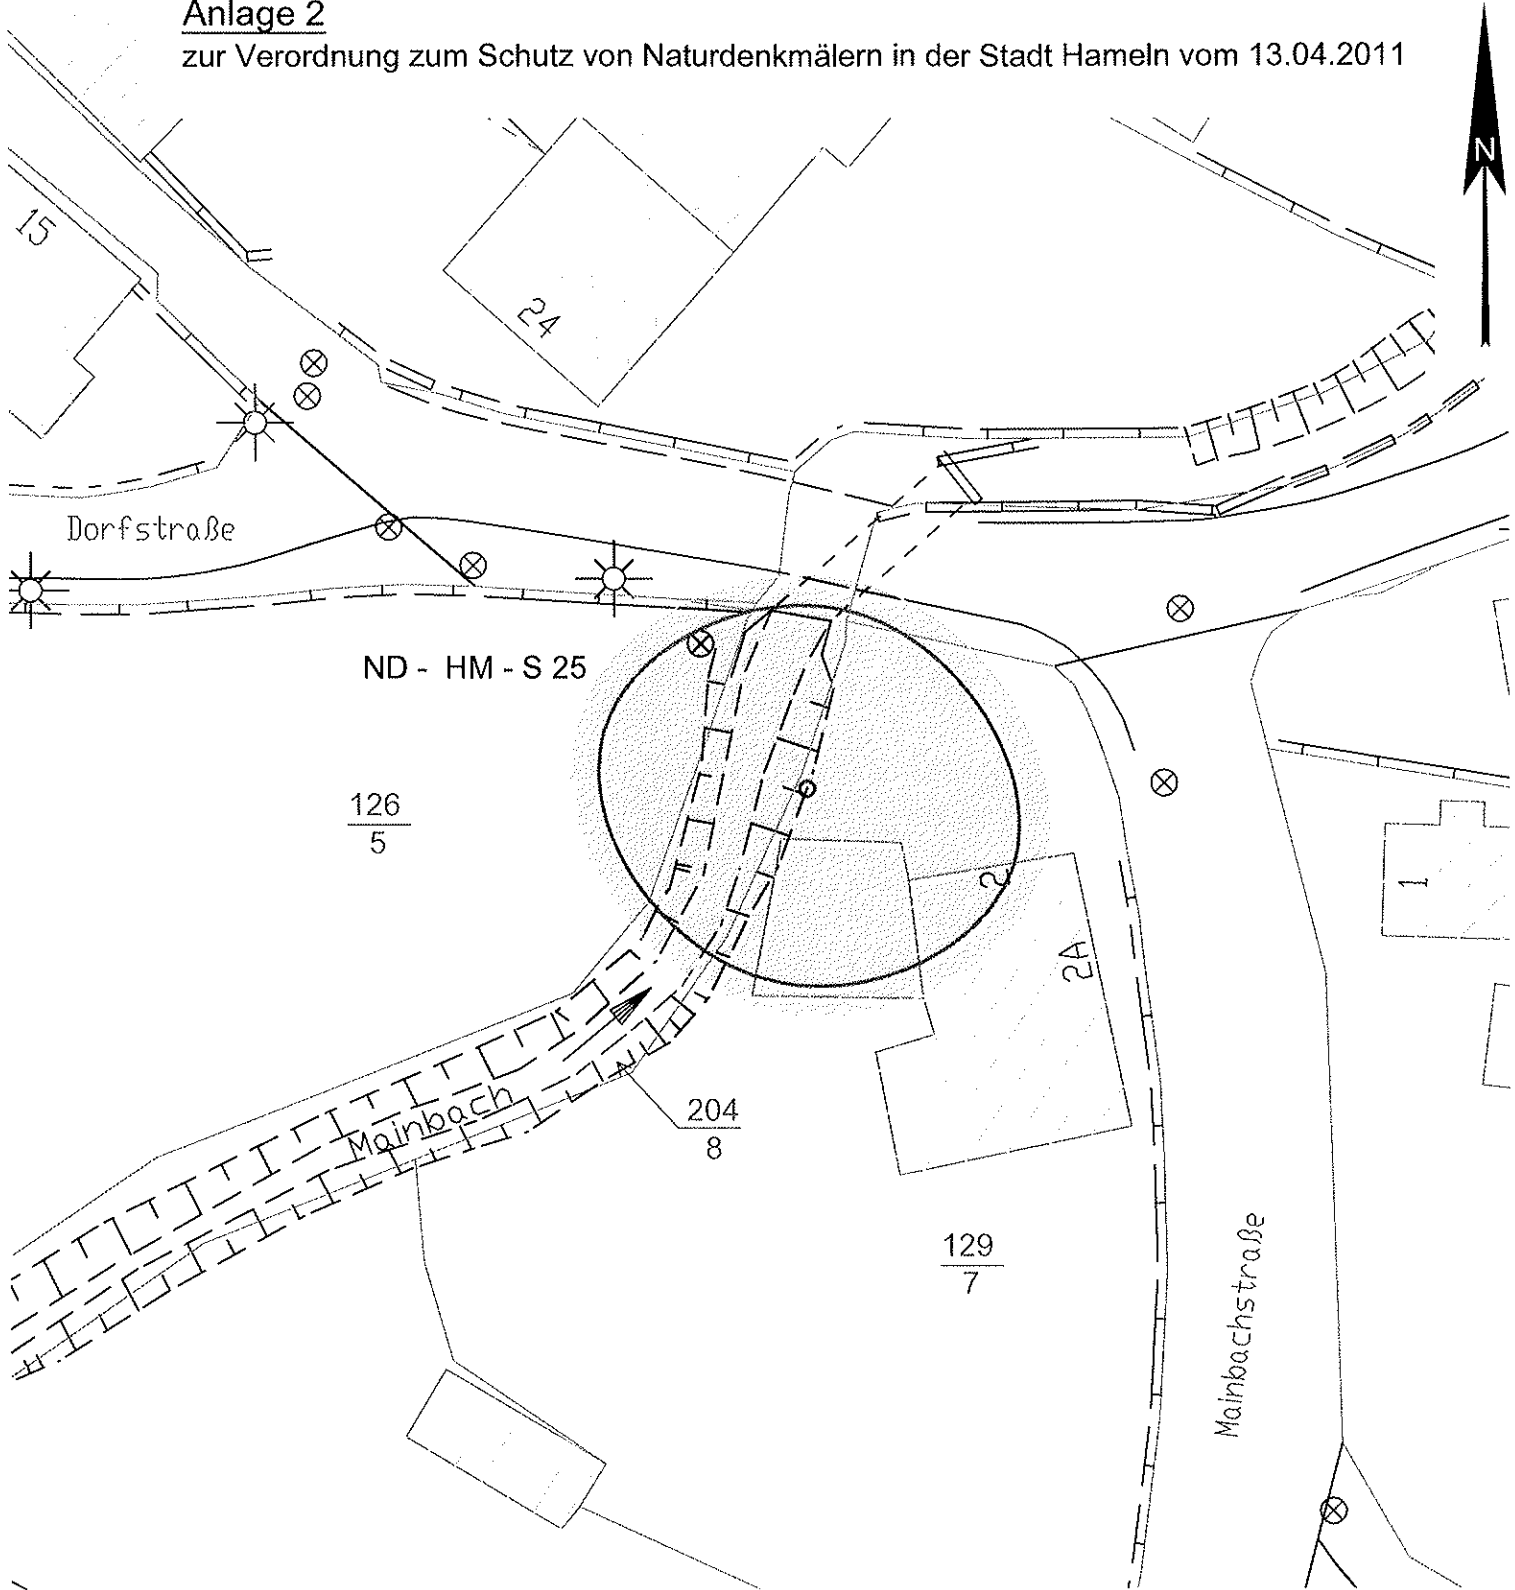 Anlage 2
zur Verordnung zum Schutz von Naturdenkmälern in der Stadt Hameln vom 13.04.2011
N
15
24
Dorfstraße
ND - HM - S 25
126
5
2
1
2A
Mainbach
204
8
129
7
Mainbachstraße